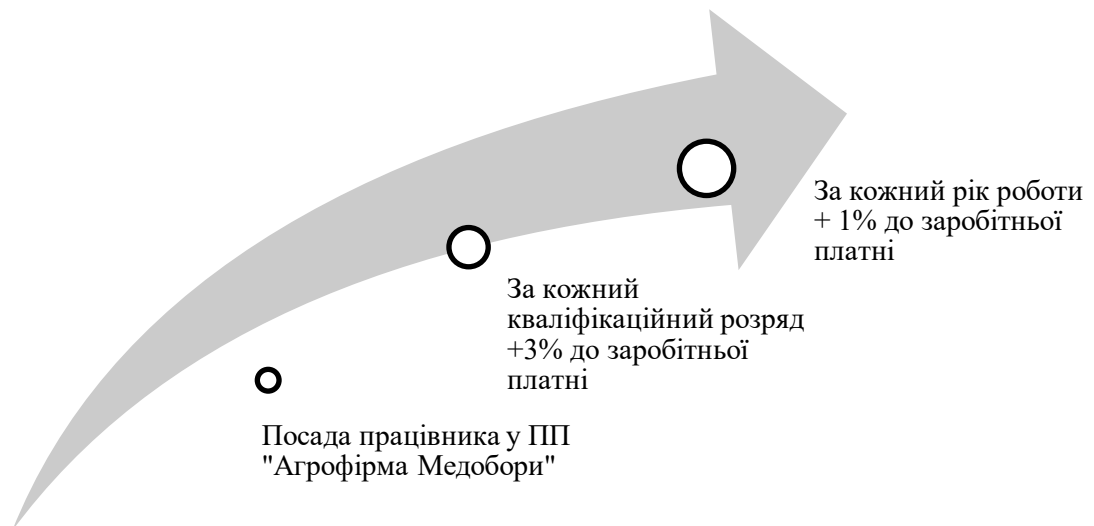 За кожний рік роботи
+ 1% до заробітньої
платні
За кожний
кваліфікаційний розряд
+3% до заробітньої
платні
Посада працівника у ПП
"Агрофірма Медобори"